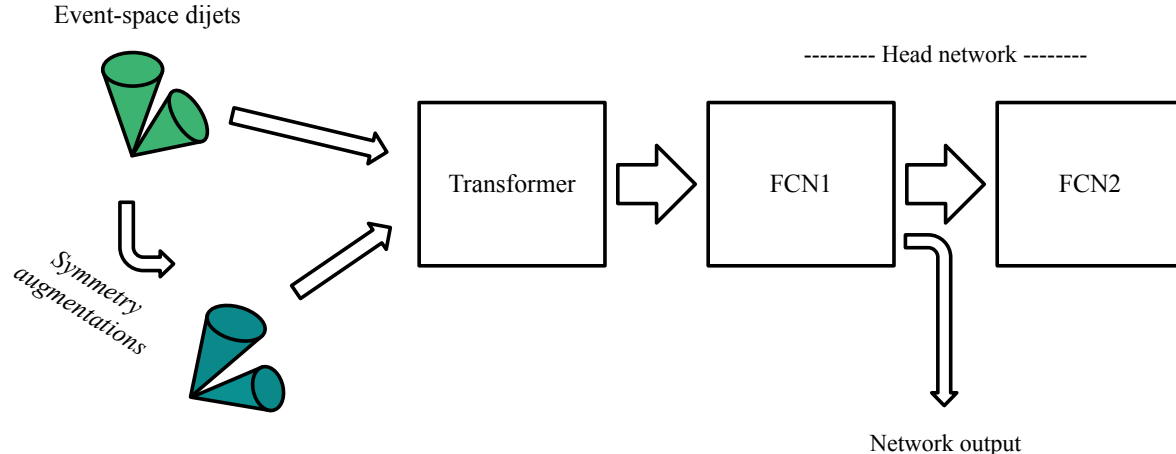 Event-space dijets
--------- Head network ---------
Transformer
FCN1
FCN2
Symmetry
augmentations
Network output